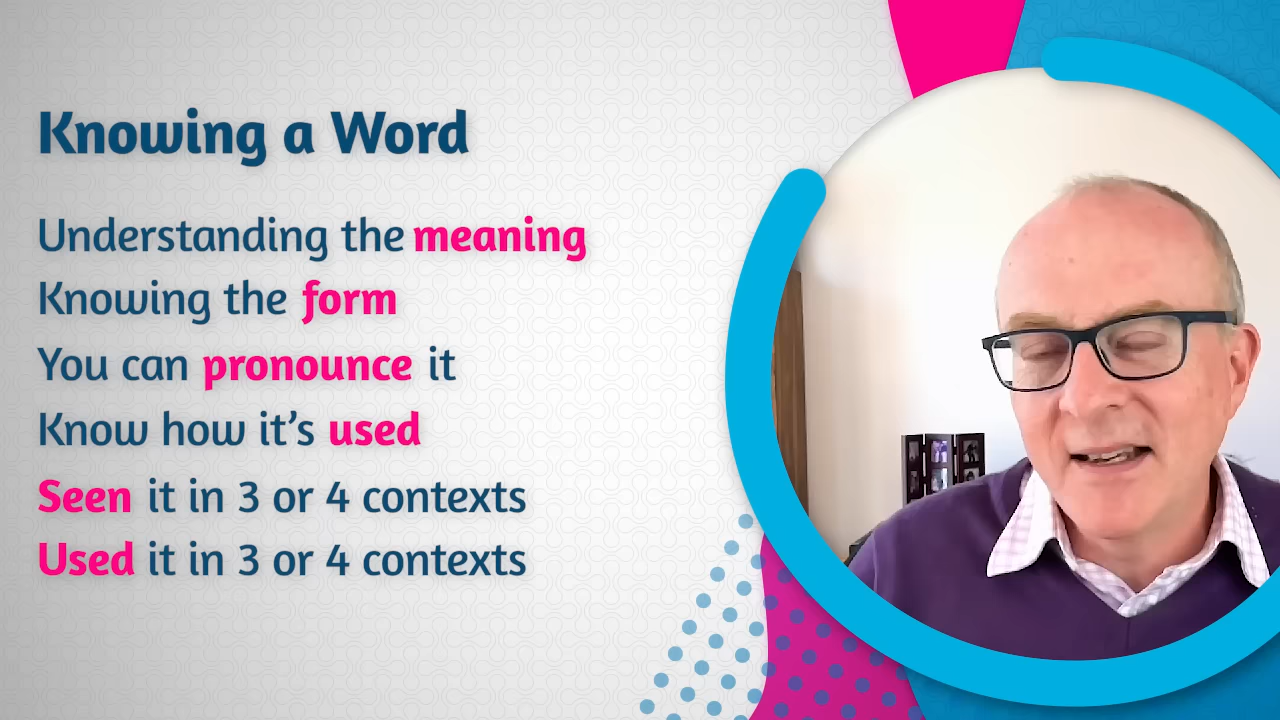 Knowing a Word
Understanding the meaning
Knowing the form
You can pronounce it
Know how it’s used
Seen it in 3 or 4 contexts
Used it in 3 or 4 contexts